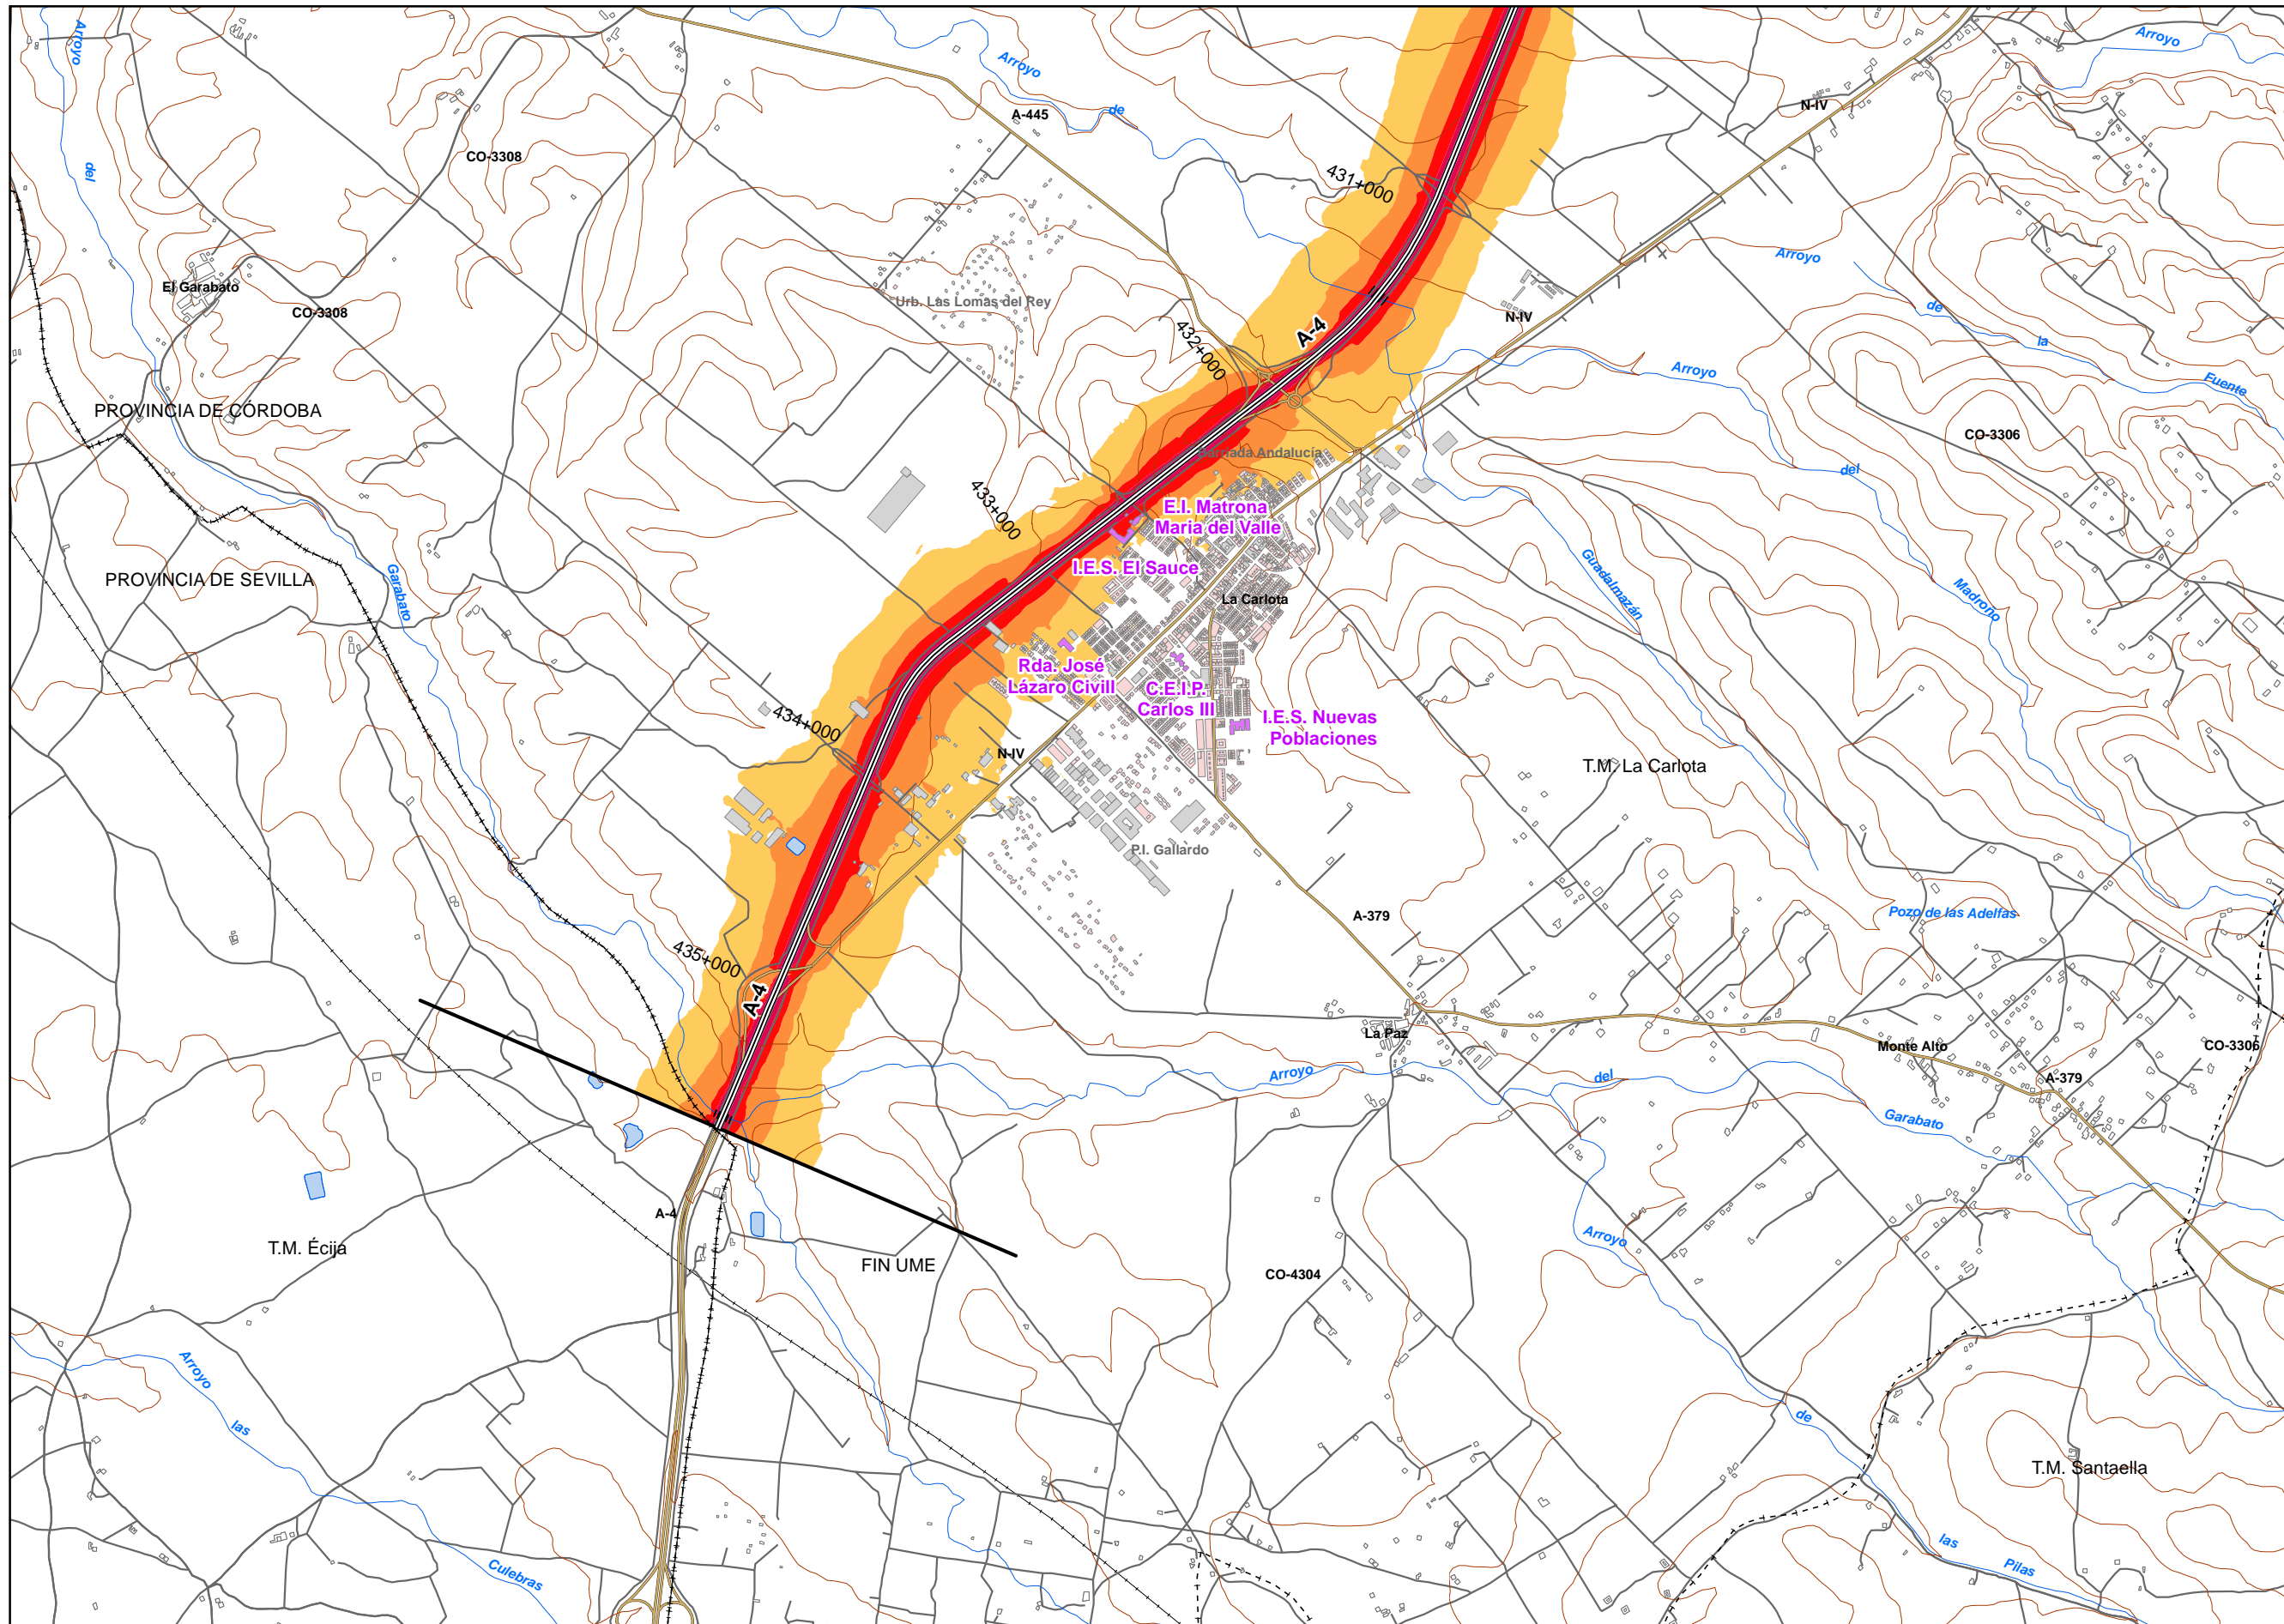 Arroyo
del
Garabato
Arroyo
de
Arroyo
N-IV
A-445
CO-3308
431+000
El Garabato
CO-3308
Urb. Las Lomas del Rey
432+000
A-4
N-IV
Arroyo
de
la
Fuente
Arroyo
del
Madroño
Guadalmazán
CO-3306
PROVINCIA DE CÓRDOBA
PROVINCIA DE SEVILLA
Barriada Andalucía
433+000
E.I. Matrona
Maria del Valle
I.E.S. El Sauce
La Carlota
Rda. José
Lázaro Civill
C.E.I.P.
Carlos III
I.E.S. Nuevas
Poblaciones
434+000
N-IV
T.M. La Carlota
P.I. Gallardo
A-379
Pozo de las Adelfas
435+000
A-4
La Paz
Monte Alto
CO-3306
A-379
Arroyo
del
Garabato
A-4
T.M. Écija
FIN UME
CO-4304
Arroyo
de
las
Pilas
Arroyo
las
Culebras
T.M. Santaella